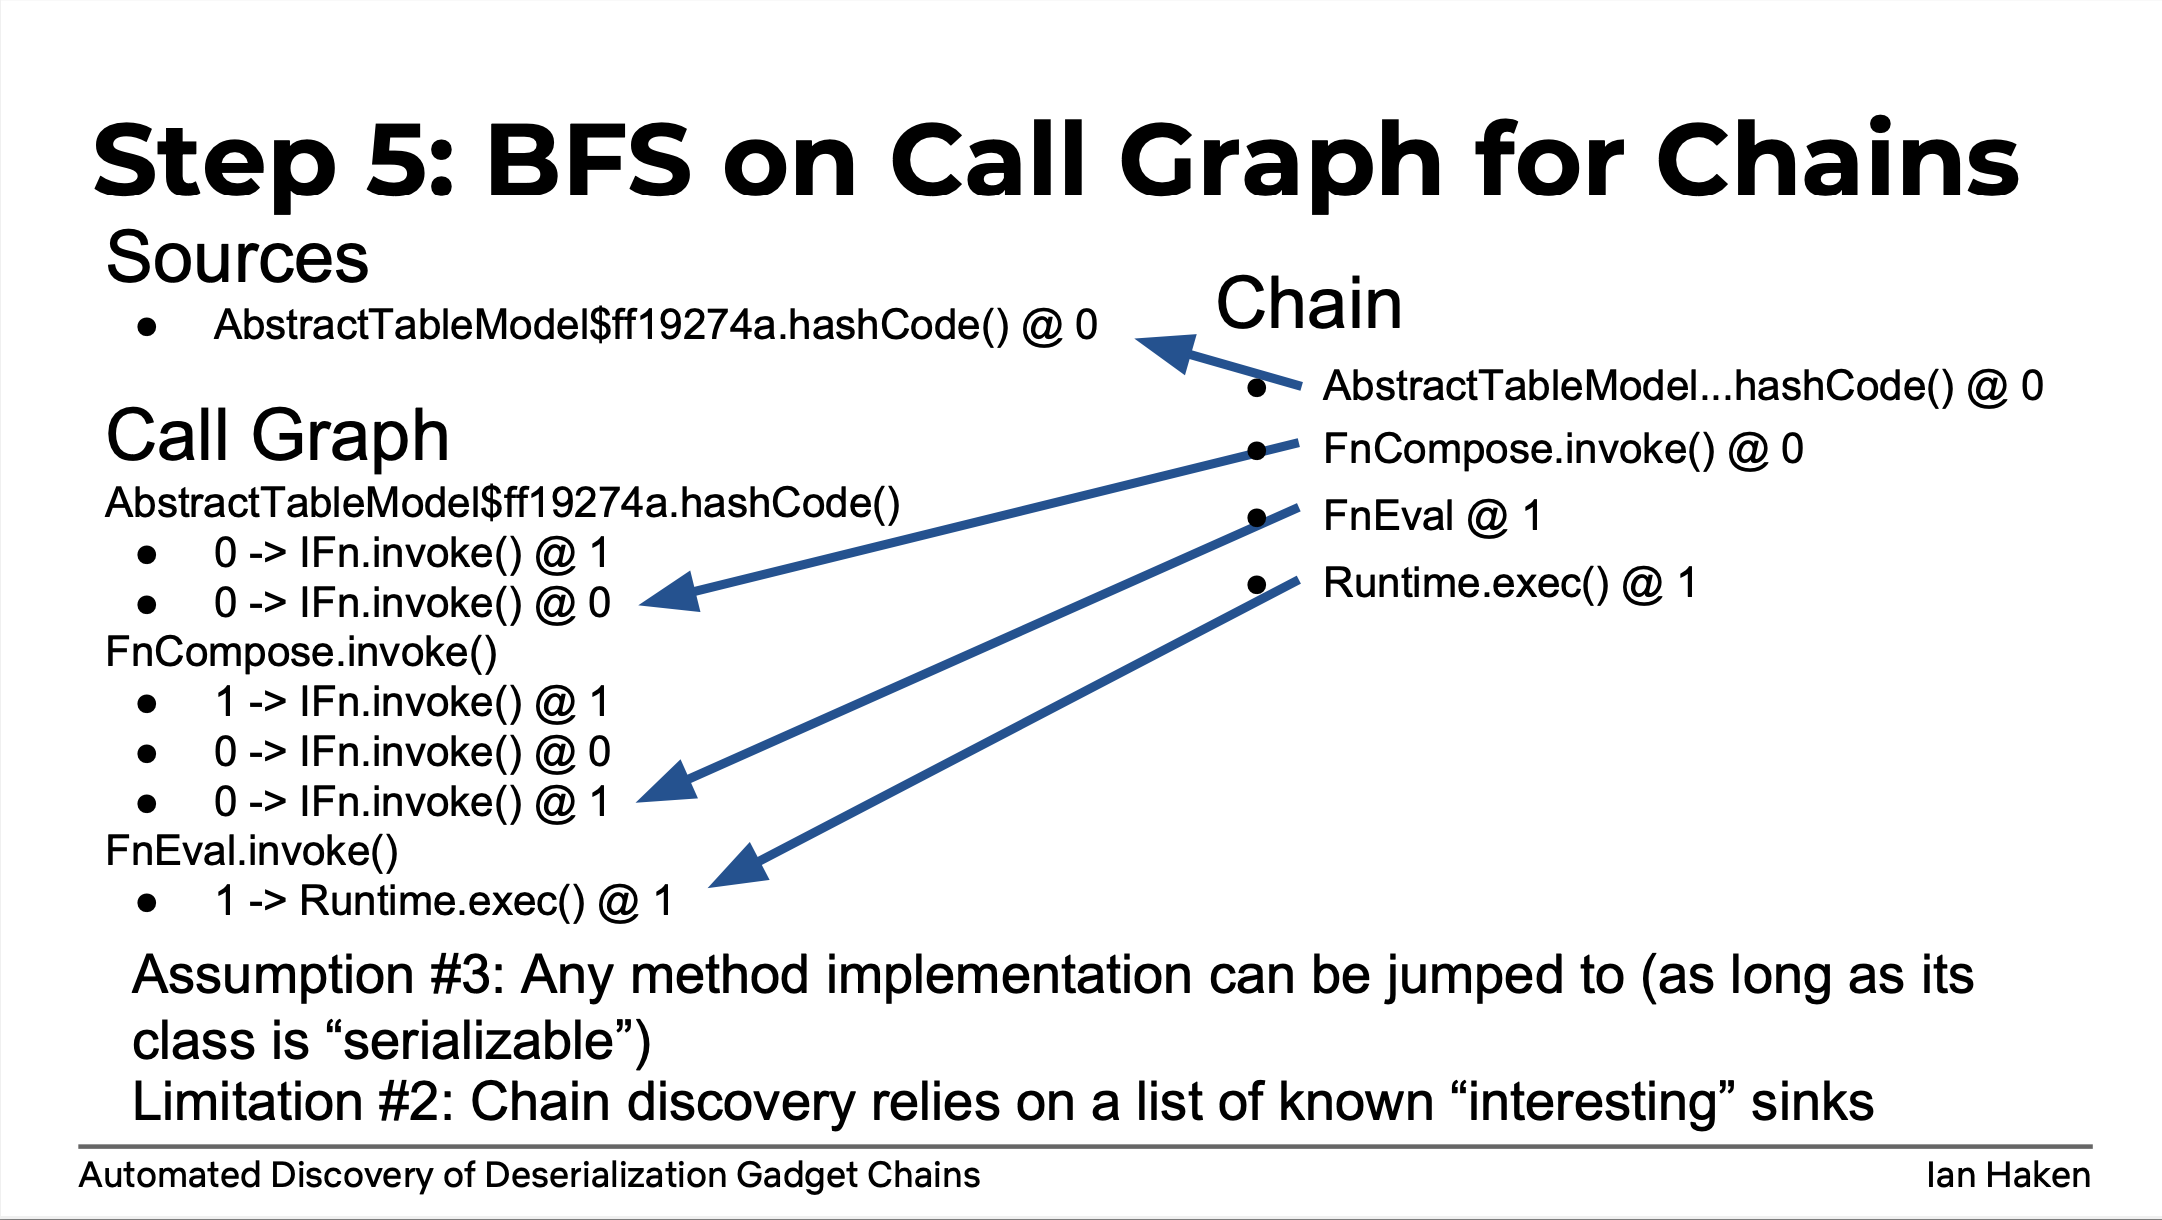 Step 5: BFS on Call Graph for Chains
Sources
● AbstractTableModel$ff19274a.hashCode() @ 0
Call Graph
AbstractTableModel$ff19274a.hashCode()
● 0 -> IFn.invoke() @ 1
● 0 -> IFn.invoke() @ 0
FnCompose.invoke()
● 1 -> IFn.invoke() @ 1
● 0 -> IFn.invoke() @ 0
● 0 -> IFn.invoke() @ 1
FnEval.invoke()
● 1 -> Runtime.exec() @ 1
Chain
● AbstractTableModel...hashCode() @ 0
● FnCompose.invoke() @ 0
● FnEval @ 1
● Runtime.exec() @ 1
Assumption #3: Any method implementation can be jumped to (as long as its
class is “serializable”)
Limitation #2: Chain discovery relies on a list of known “interesting” sinks
Automated Discovery of Deserialization Gadget Chains
Ian Haken